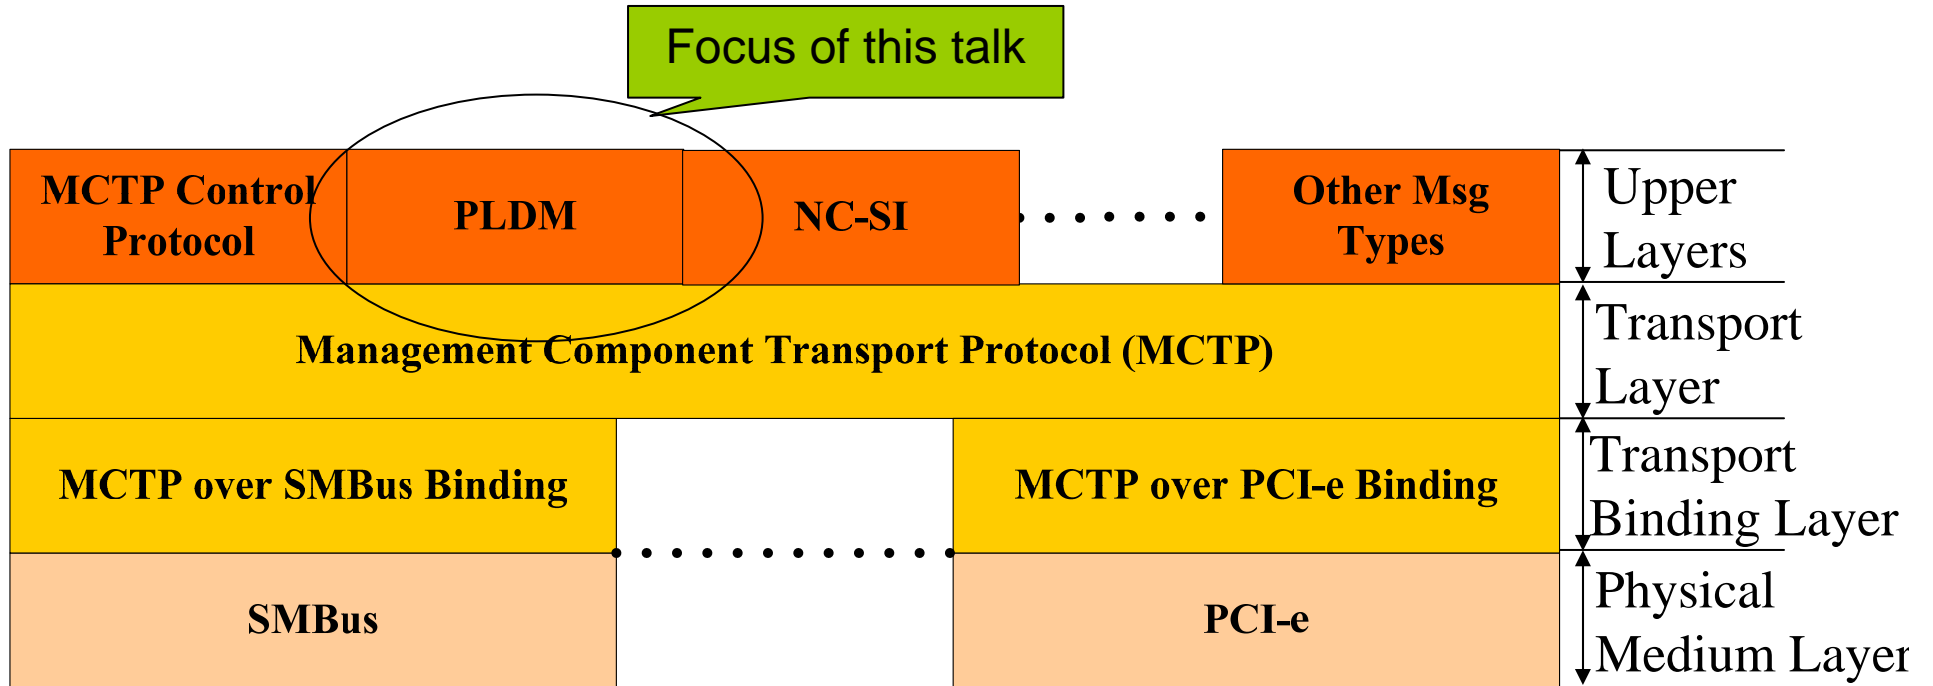 Focus of this talk
MCTP Control
Protocol
PLDM
NC-SI
Other Msg
Types
Upper
Layers
Management Component Transport Protocol (MCTP)
Transport
Layer
MCTP over SMBus Binding
MCTP over PCI-e Binding
Transport
Binding Layer
SMBus
PCI-e
Physical
Medium Layer